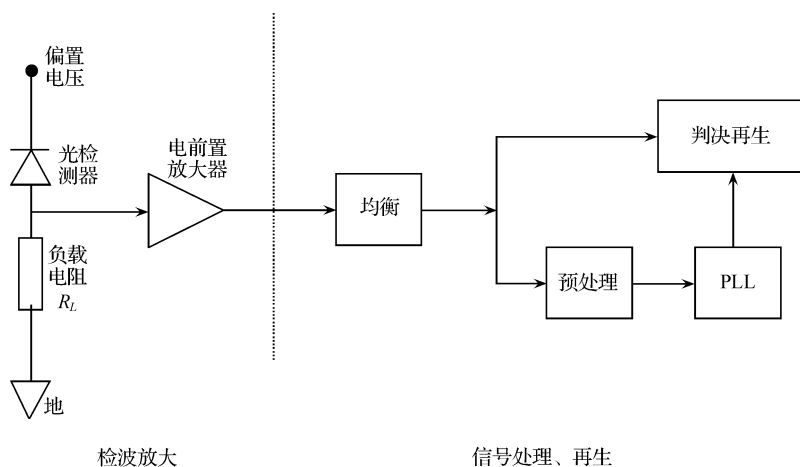 偏置
电压
光检
测器
电前置
放大器
负载
电阻
R_L
地
均衡
判决再生
预处理
PLL
检波放大
信号处理、再生